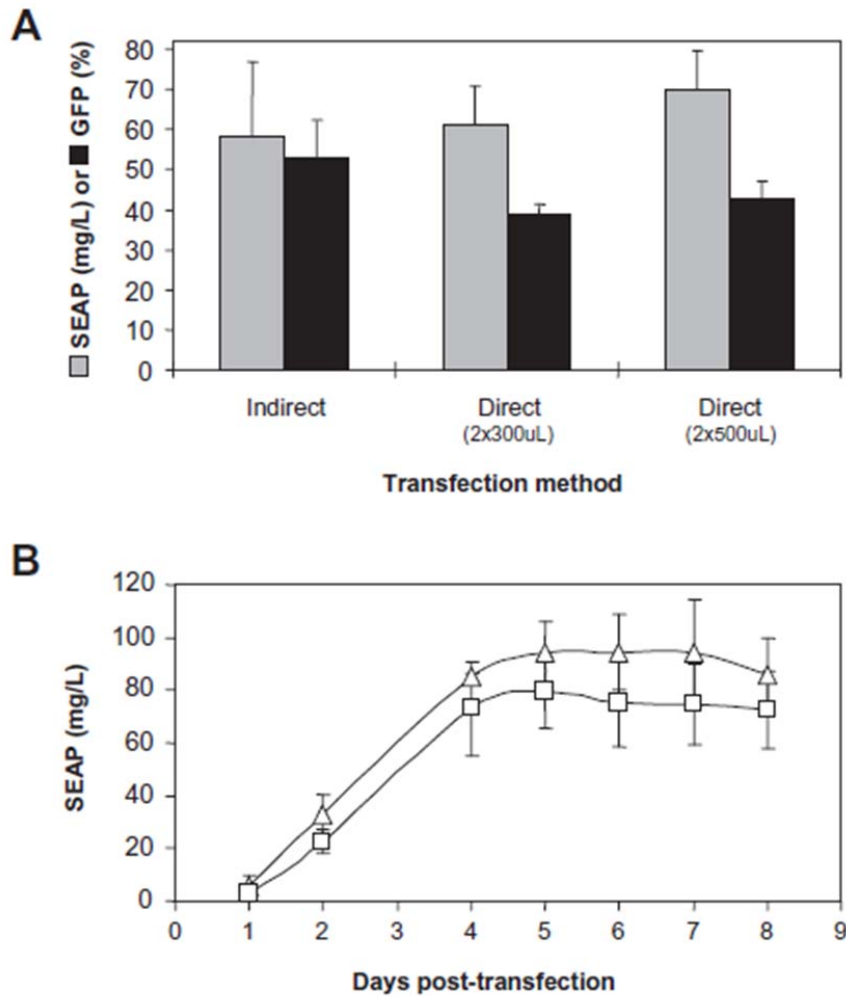 A
SEAP (mg/L) or GFP (%)
80
70
60
50
40
30
20
10
0
Indirect
Direct
(2x300uL)
Direct
(2x500uL)
Transfection method
B
SEAP (mg/L)
120
100
80
60
40
20
0
0 1 2 3 4 5 6 7 8 9
Days post-transfection